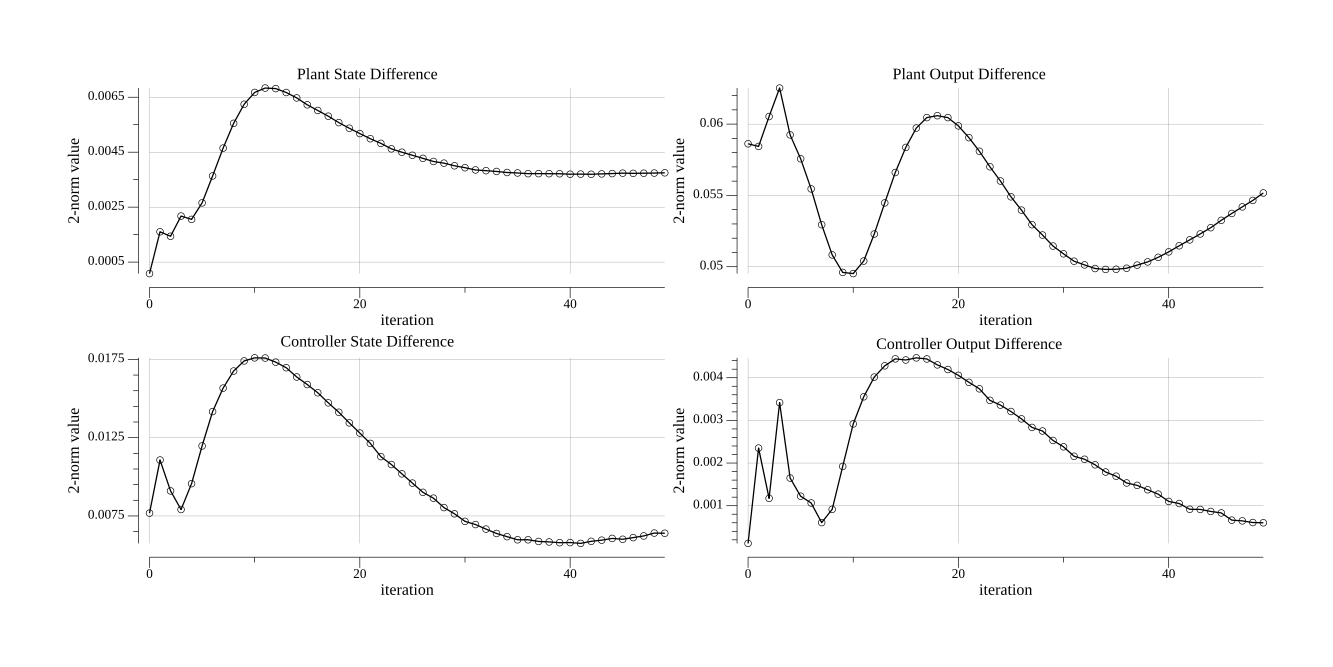 Plant State Difference
2-norm value
0.0065
0.0045
0.0025
0.0005
0 20 40
iteration
Plant Output Difference
2-norm value
0.06
0.055
0.05
0 20 40
iteration
Controller State Difference
2-norm value
0.0175
0.0125
0.0075
0 20 40
iteration
Controller Output Difference
2-norm value
0.004
0.003
0.002
0.001
0 20 40
iteration